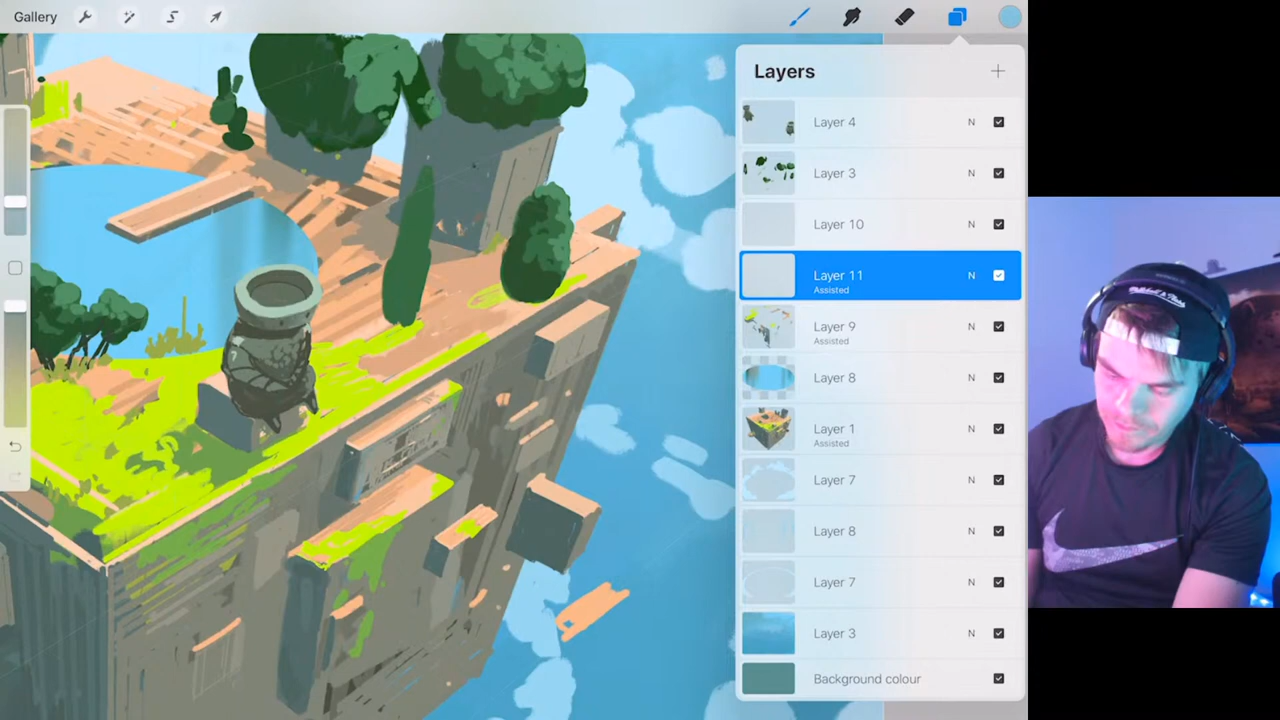 Gallery
Layers
Layer 4 N
Layer 3 N
Layer 10 N
Layer 11 N
Assisted
Layer 9 N
Assisted
Layer 8 N
Layer 1 N
Assisted
Layer 7 N
Layer 8 N
Layer 7 N
Layer 3 N
Background colour